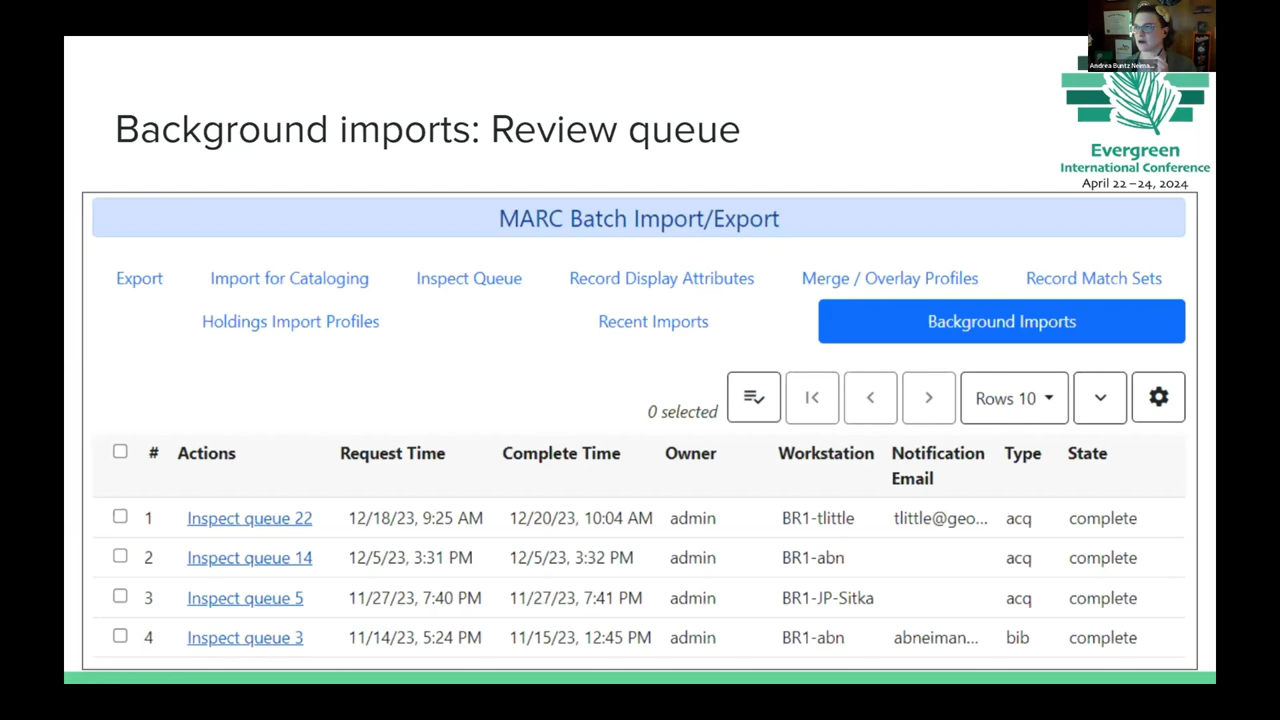 Andrea Buntz Neima...
Background imports: Review queue
Evergreen
International Conference
April 22–24, 2024
MARC Batch Import/Export
Export Import for Cataloging Inspect Queue Record Display Attributes Merge / Overlay Profiles Record Match Sets
Holdings Import Profiles Recent Imports Background Imports
0 selected Rows 10
# Actions Request Time Complete Time Owner Workstation Notification Email Type State
1 Inspect queue 22 12/18/23, 9:25 AM 12/20/23, 10:04 AM admin BR1-tlittle tlittle@geo... acq complete
2 Inspect queue 14 12/5/23, 3:31 PM 12/5/23, 3:32 PM admin BR1-abn acq complete
3 Inspect queue 5 11/27/23, 7:40 PM 11/27/23, 7:41 PM admin BR1-JP-Sitka acq complete
4 Inspect queue 3 11/14/23, 5:24 PM 11/15/23, 12:45 PM admin BR1-abn abneiman... bib complete